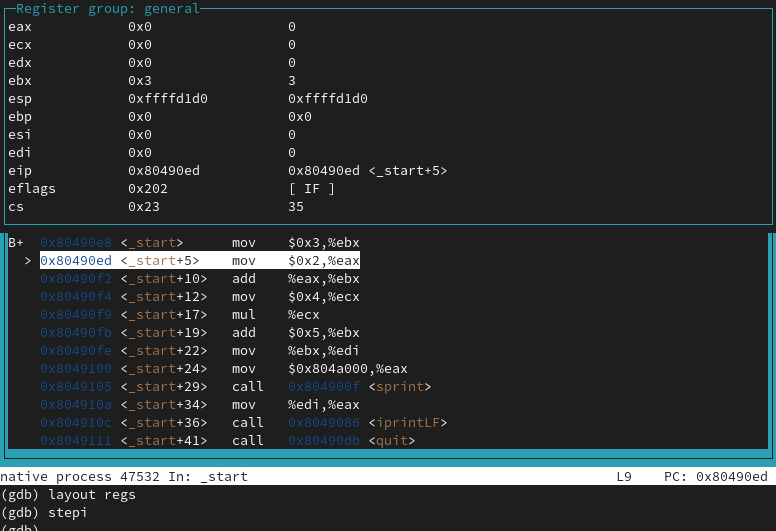 Register group: general
eax 0x0 0
ecx 0x0 0
edx 0x0 0
ebx 0x3 3
esp 0xffffd1d0 0xffffd1d0
ebp 0x0 0x0
esi 0x0 0
edi 0x0 0
eip 0x80490ed 0x80490ed <_start+5>
eflags 0x202 [ IF ]
cs 0x23 35
B+ 0x80490e8 <_start> mov $0x3,%ebx
> 0x80490ed <_start+5> mov $0x2,%eax
0x80490f2 <_start+10> add %eax,%ebx
0x80490f4 <_start+12> mov $0x4,%ecx
0x80490f9 <_start+17> mul %ecx
0x80490fb <_start+19> add $0x5,%ebx
0x80490fe <_start+22> mov %ebx,%edi
0x8049100 <_start+24> mov $0x804a000,%eax
0x8049105 <_start+29> call 0x804900f <sprint>
0x804910a <_start+34> mov %edi,%eax
0x804910c <_start+36> call 0x8049086 <iprintLF>
0x8049111 <_start+41> call 0x80490db <quit>
native process 47532 In: _start L9 PC: 0x80490ed
(gdb) layout regs
(gdb) stepi
(gdb)